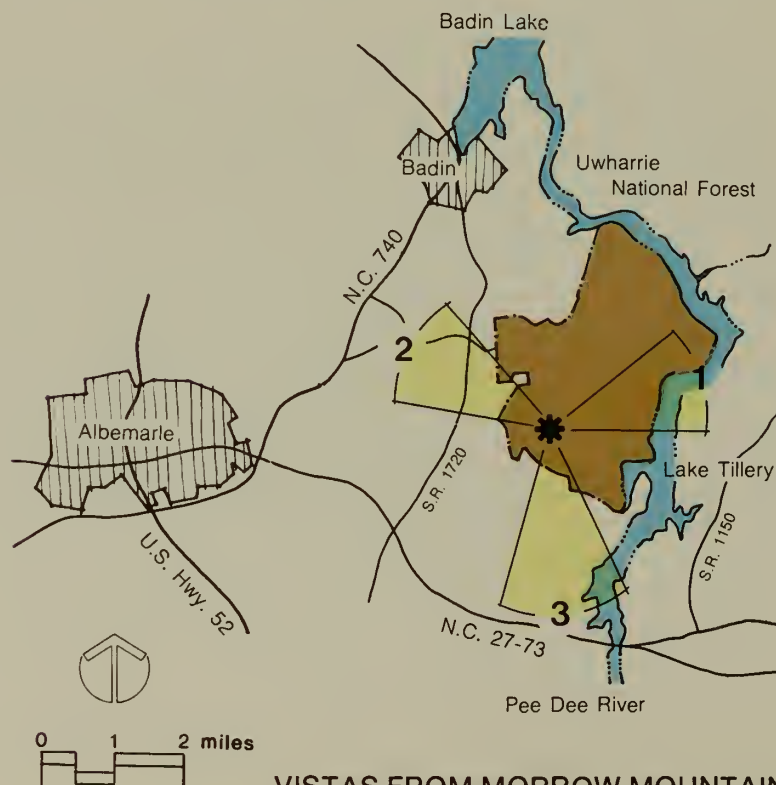 Badin Lake
Badin
Uwharrie
National Forest
N.C. 740
2
1
Albemarle
S.R. 1720
Lake Tillery
S.R. 1150
U.S. Hwy. 52
3
N.C. 27-73
Pee Dee River
0 1 2 miles
VISTAS FROM MORROW MOUNTAIN